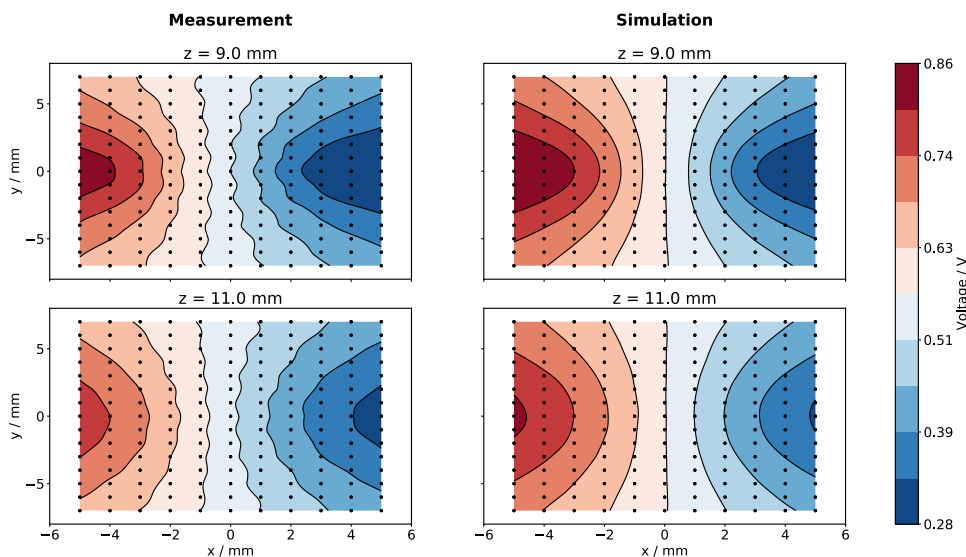 Measurement
Simulation
z = 9.0 mm
z = 9.0 mm
5
0
−5
y / mm
0.86
0.74
0.63
0.51
0.39
0.28
Voltage / V
z = 11.0 mm
z = 11.0 mm
5
0
−5
y / mm
−6 −4 −2 0 2 4 6
−6 −4 −2 0 2 4 6
x / mm
x / mm